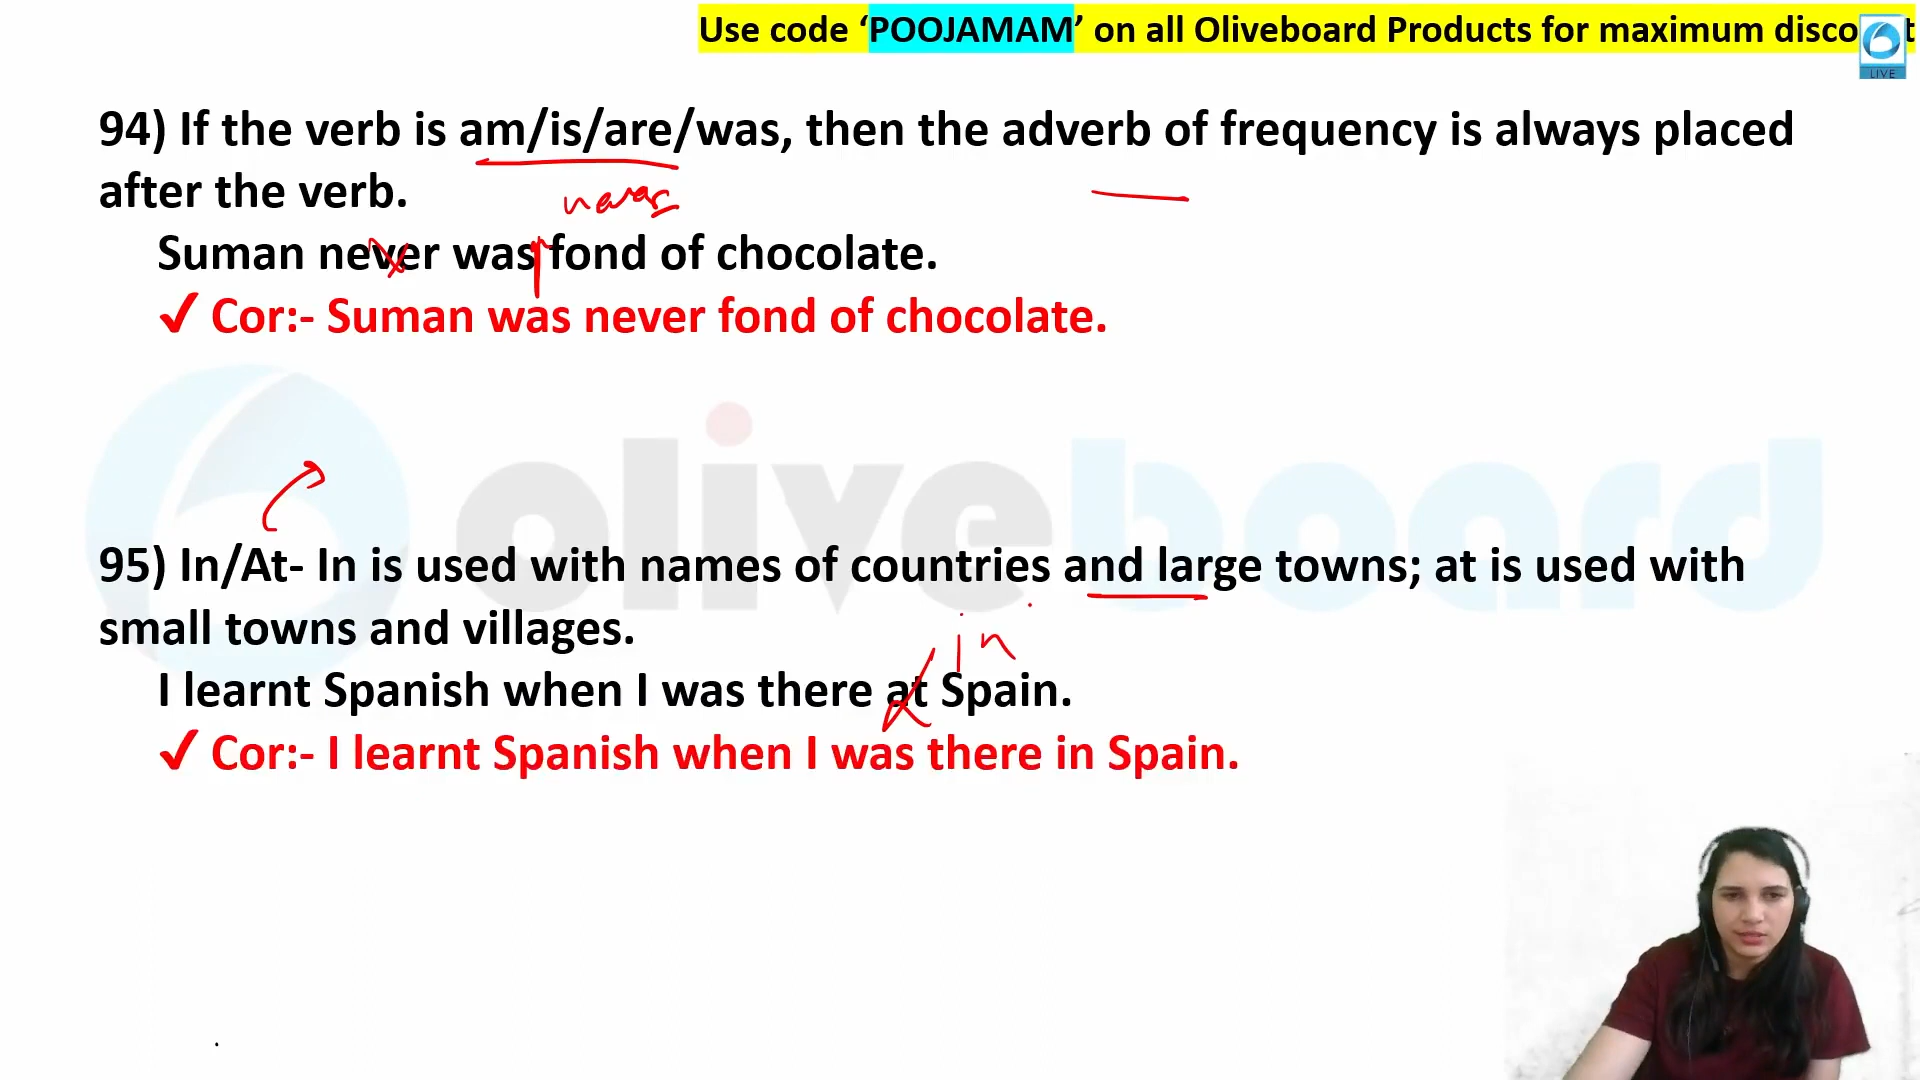 Use code ‘POOJAMAM’ on all Oliveboard Products for maximum disco t
LIVE
94) If the verb is am/is/are/was, then the adverb of frequency is always placed
after the verb.
never
Suman never was fond of chocolate.
✓ Cor:- Suman was never fond of chocolate.
oliveboard
95) In/At- In is used with names of countries and large towns; at is used with
small towns and villages.
in
I learnt Spanish when I was there at Spain.
✓ Cor:- I learnt Spanish when I was there in Spain.